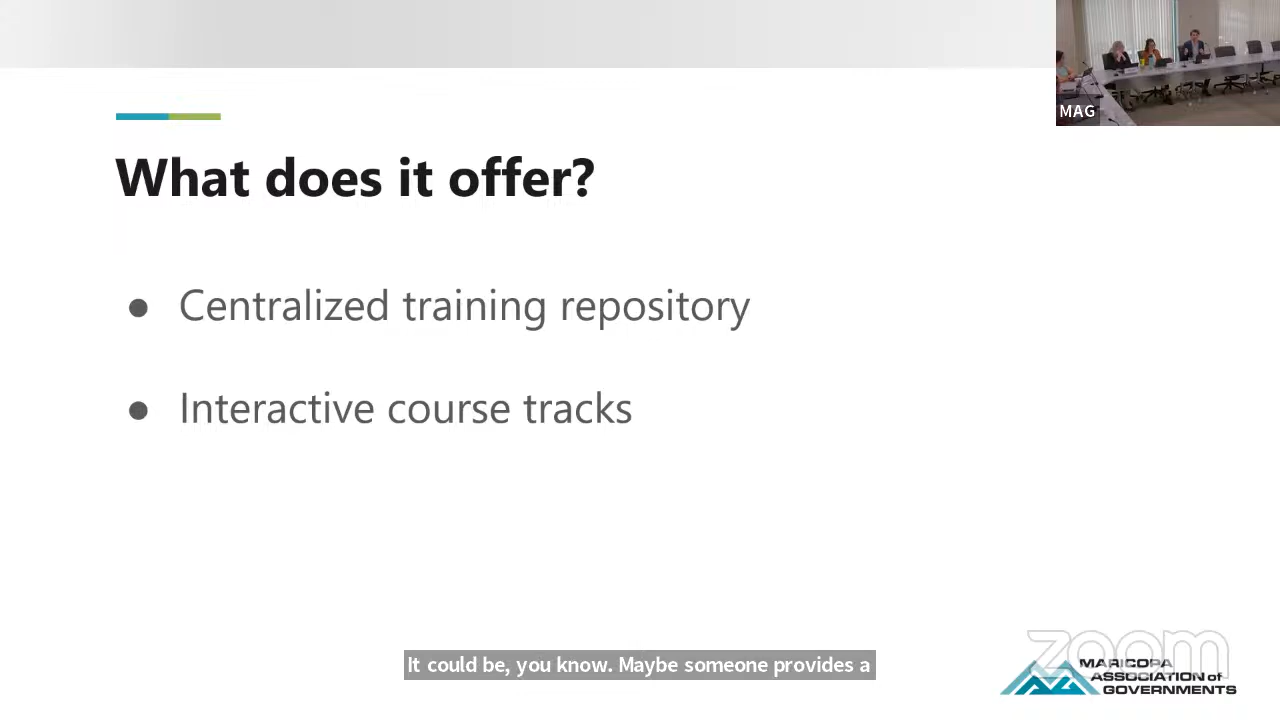 MAG
What does it offer?
● Centralized training repository
● Interactive course tracks
It could be, you know. Maybe someone provides a
zoom
MARICOPA
ASSOCIATION of
GOVERNMENTS